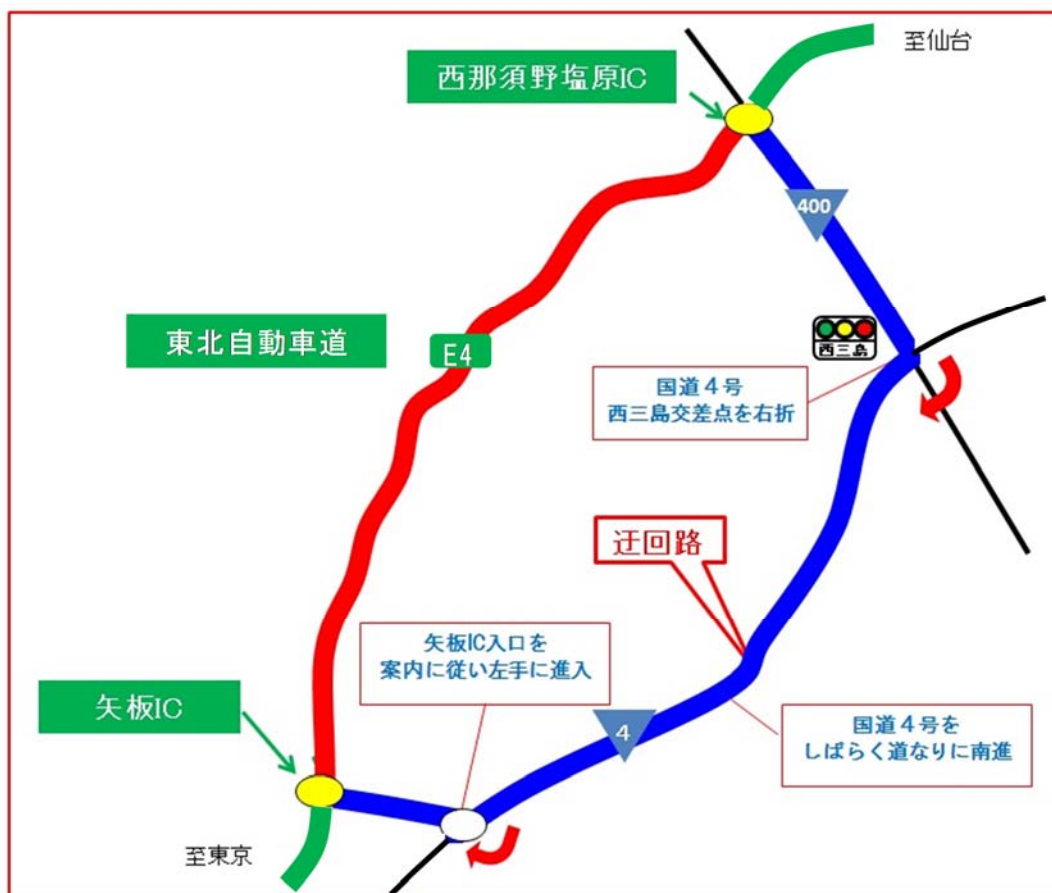 至仙台
西那須野塩原IC
400
東北自動車道
E4
西三島
国道４号
西三島交差点を右折
迂回路
矢板IC入口を
案内に従い左手に進入
矢板IC
4
国道４号を
しばらく道なりに南進
至東京